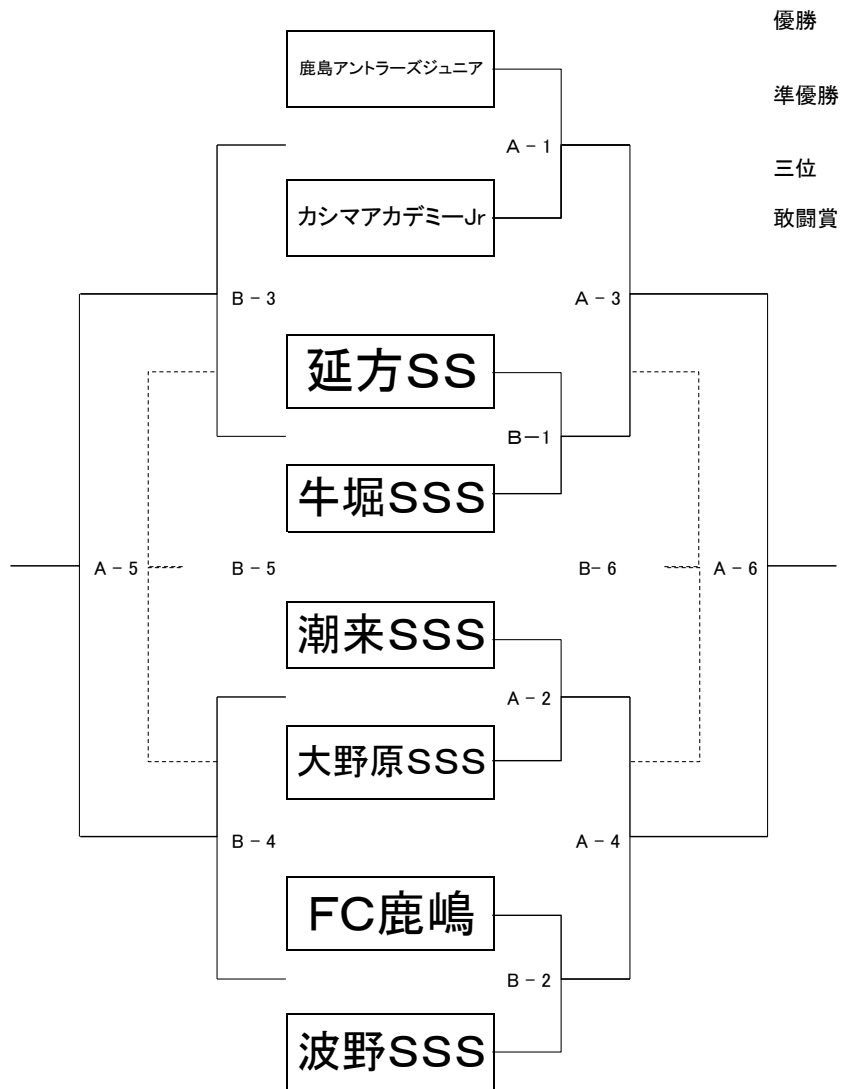 優勝
鹿島アントラーズジュニア
準優勝
A－1
三位
カシマアカデミーJr
敢闘賞
B－3
A－3
延方SS
B－1
牛堀SSS
A－5
B－5
B－6
A－6
潮来SSS
A－2
大野原SSS
B－4
A－4
FC鹿嶋
B－2
波野SSS